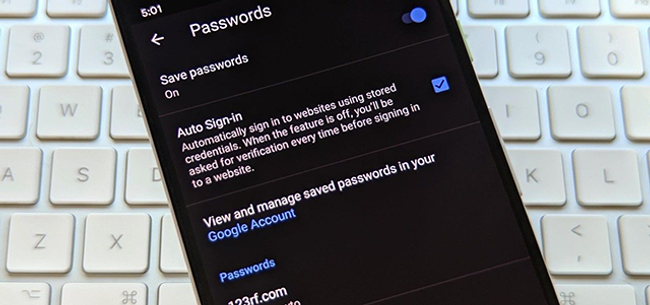 5:01
Passwords
Save passwords
On
Auto Sign-in
Automatically sign in to websites using stored
credentials. When the feature is off, you'll be
asked for verification every time before signing in
to a website.
View and manage saved passwords in your
Google Account
Passwords
123rf.com
@
2
(
9
)
0
W
I
O
A
S
D
K
L
Z
X
<
,
⌥
⌘